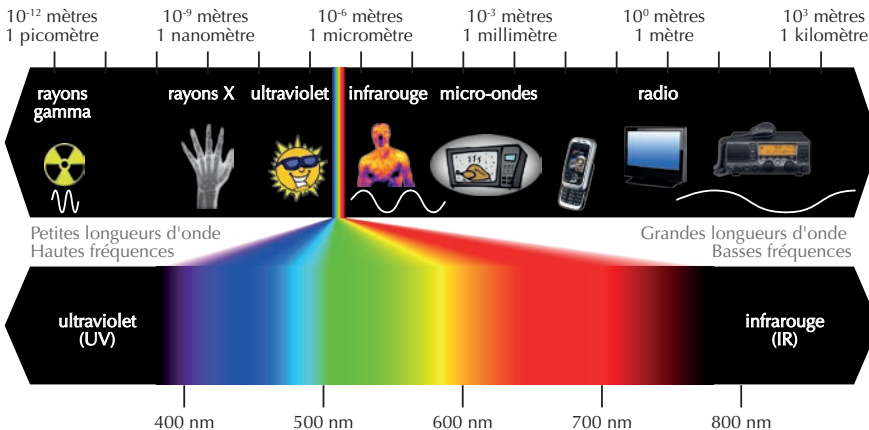 10⁻¹² mètres
1 picomètre
10⁻⁹ mètres
1 nanomètre
10⁻⁶ mètres
1 micromètre
10⁻³ mètres
1 millimètre
10⁰ mètres
1 mètre
10³ mètres
1 kilomètre
rayons
gamma
rayons X
ultraviolet
infrarouge
micro-ondes
radio
Petites longueurs d'onde
Hautes fréquences
Grandes longueurs d'onde
Basses fréquences
ultraviolet
(UV)
infrarouge
(IR)
400 nm
500 nm
600 nm
700 nm
800 nm